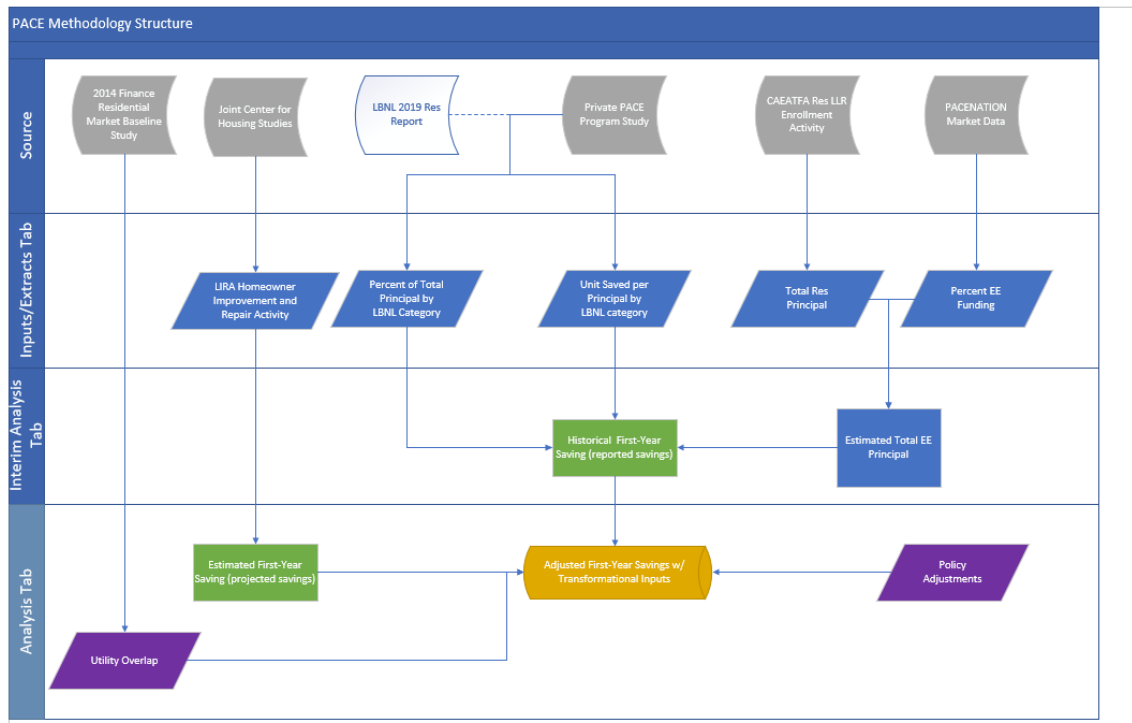 PACE Methodology Structure
Source
2014 Finance
Residential
Market Baseline
Study
Joint Center for
Housing Studies
LBNL 2019 Res
Report
Private PACE
Program Study
CAEATFA Res LLR
Enrollment
Activity
PACENATION
Market Data
Inputs/Extracts Tab
LIRA Homeowner
Improvement and
Repair Activity
Percent of Total
Principal by
LBNL Category
Unit Saved per
Principal by
LBNL category
Total Res
Principal
Percent EE
Funding
Interim Analysis
Tab
Historical First-Year
Saving (reported savings)
Estimated Total EE
Principal
Analysis Tab
Estimated First-Year
Saving (projected savings)
Adjusted First-Year Savings w/
Transformational Inputs
Policy
Adjustments
Utility Overlap